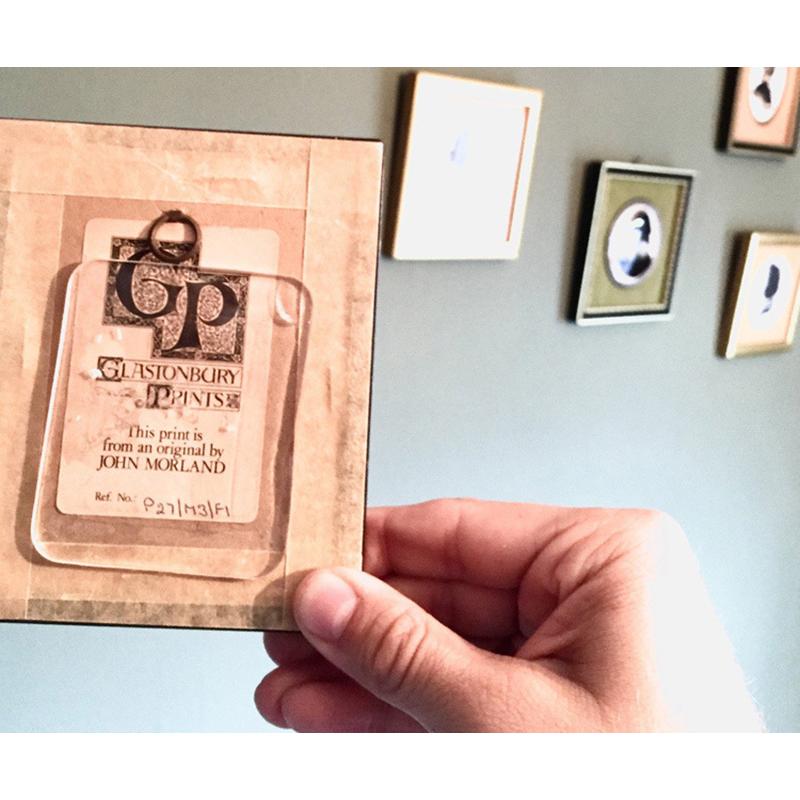 GP
GLASTONBURY
PRINTS
This print is
from an original by
JOHN MORLAND
Ref. No.: P27/M3/F1